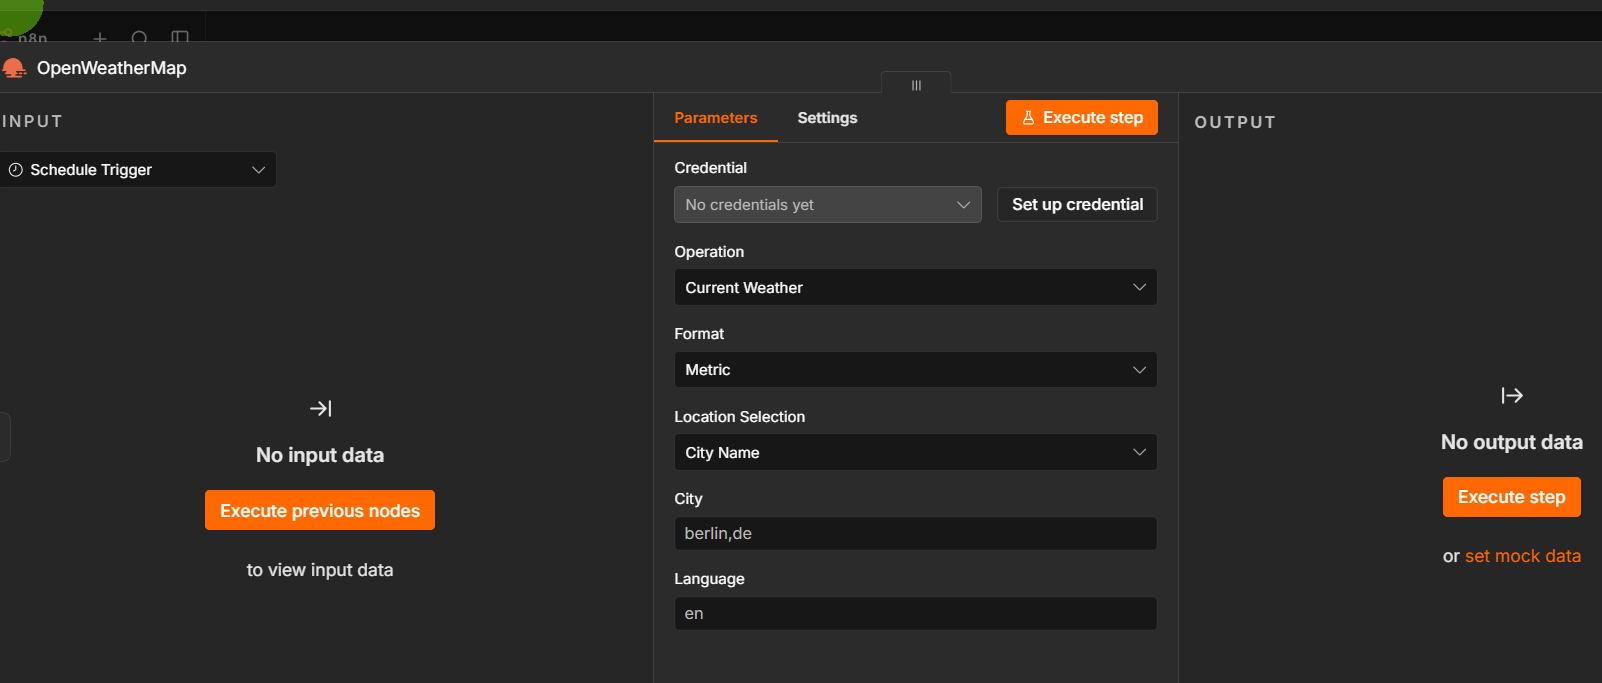 n8n
OpenWeatherMap
INPUT
Schedule Trigger
No input data
Execute previous nodes
to view input data
Parameters
Settings
Execute step
Credential
No credentials yet
Set up credential
Operation
Current Weather
Format
Metric
Location Selection
City Name
City
berlin,de
Language
en
OUTPUT
No output data
Execute step
or set mock data